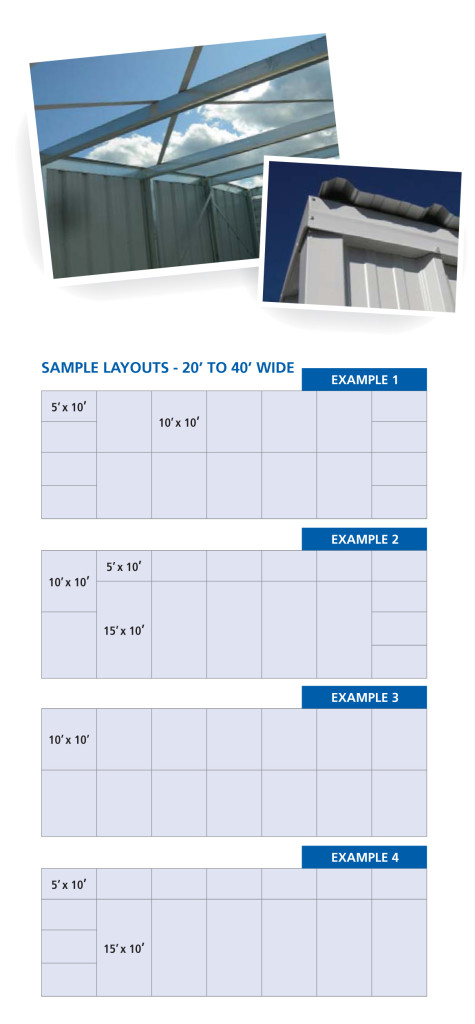 SAMPLE LAYOUTS - 20’ TO 40’ WIDE
EXAMPLE 1
5’ x 10’
10’ x 10’
EXAMPLE 2
5’ x 10’
10’ x 10’
15’ x 10’
EXAMPLE 3
10’ x 10’
EXAMPLE 4
5’ x 10’
15’ x 10’